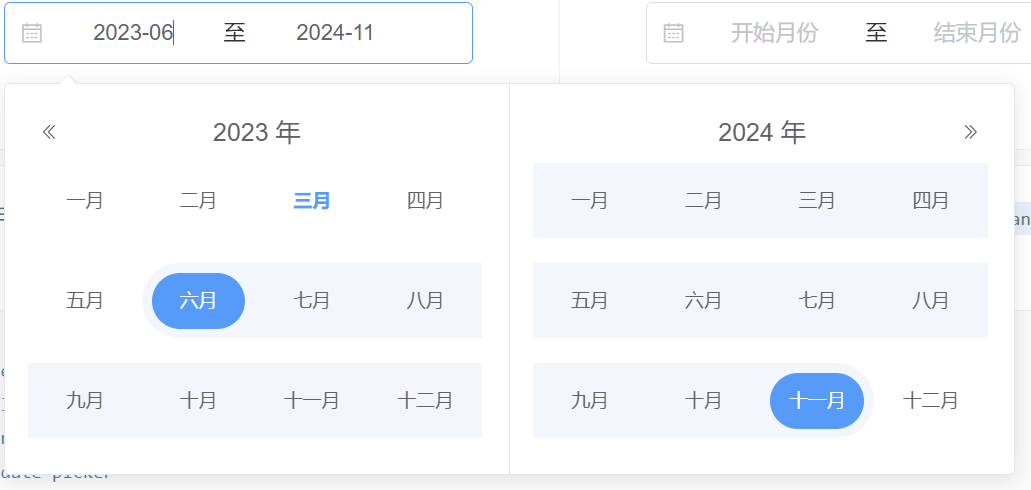 2023-06 至 2024-11 开始月份 至 结束月份
2023 年 2024 年
一月 二月 三月 四月 一月 二月 三月 四月
an
五月 六月 七月 八月 五月 六月 七月 八月
九月 十月 十一月 十二月 九月 十月 十一月 十二月